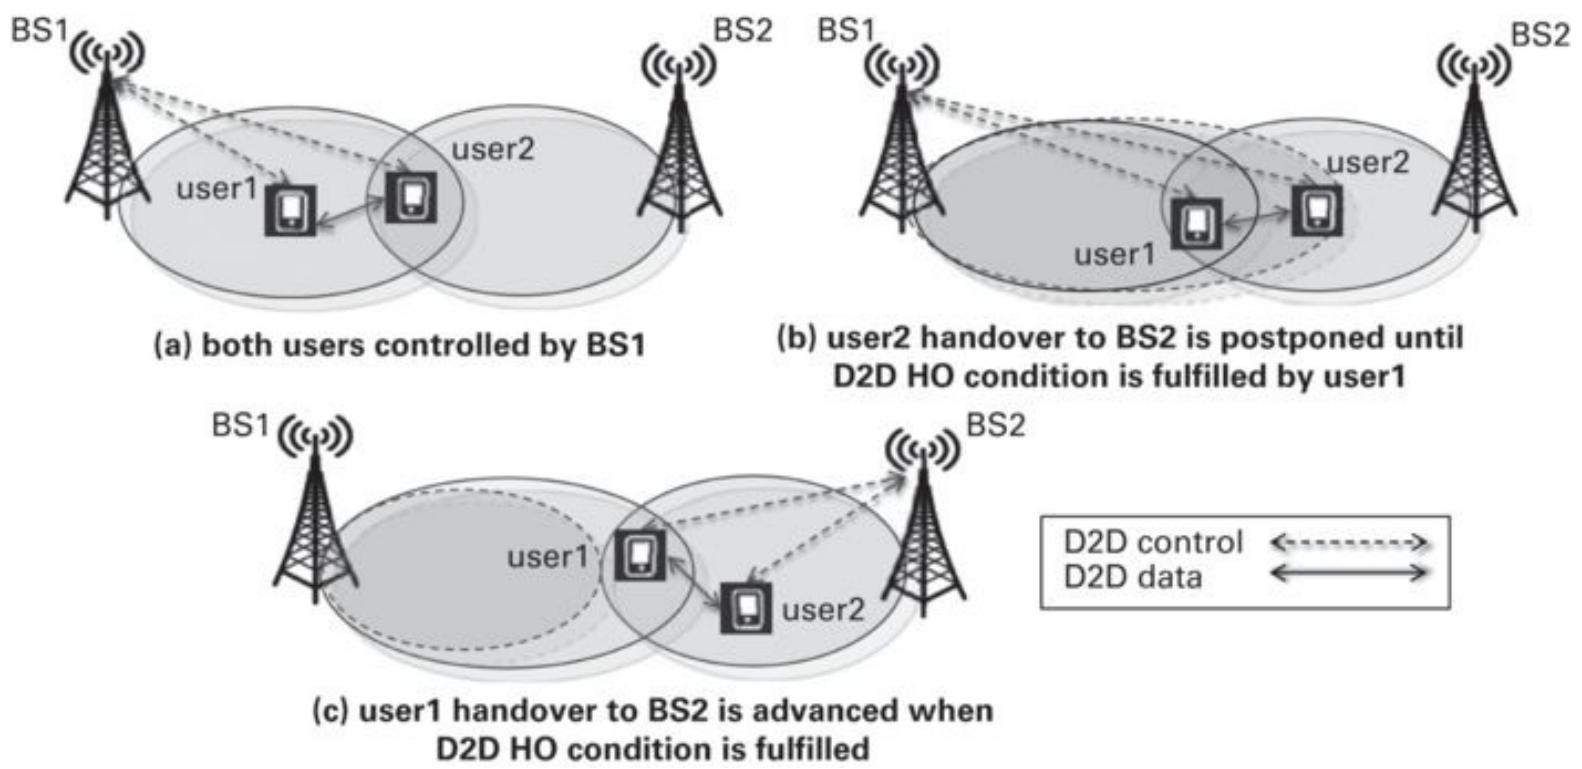 BS1
BS2
user1
user2
(a) both users controlled by BS1
BS1
BS2
user2
user1
(b) user2 handover to BS2 is postponed until
D2D HO condition is fulfilled by user1
BS1
BS2
user1
user2
(c) user1 handover to BS2 is advanced when
D2D HO condition is fulfilled
D2D control
D2D data